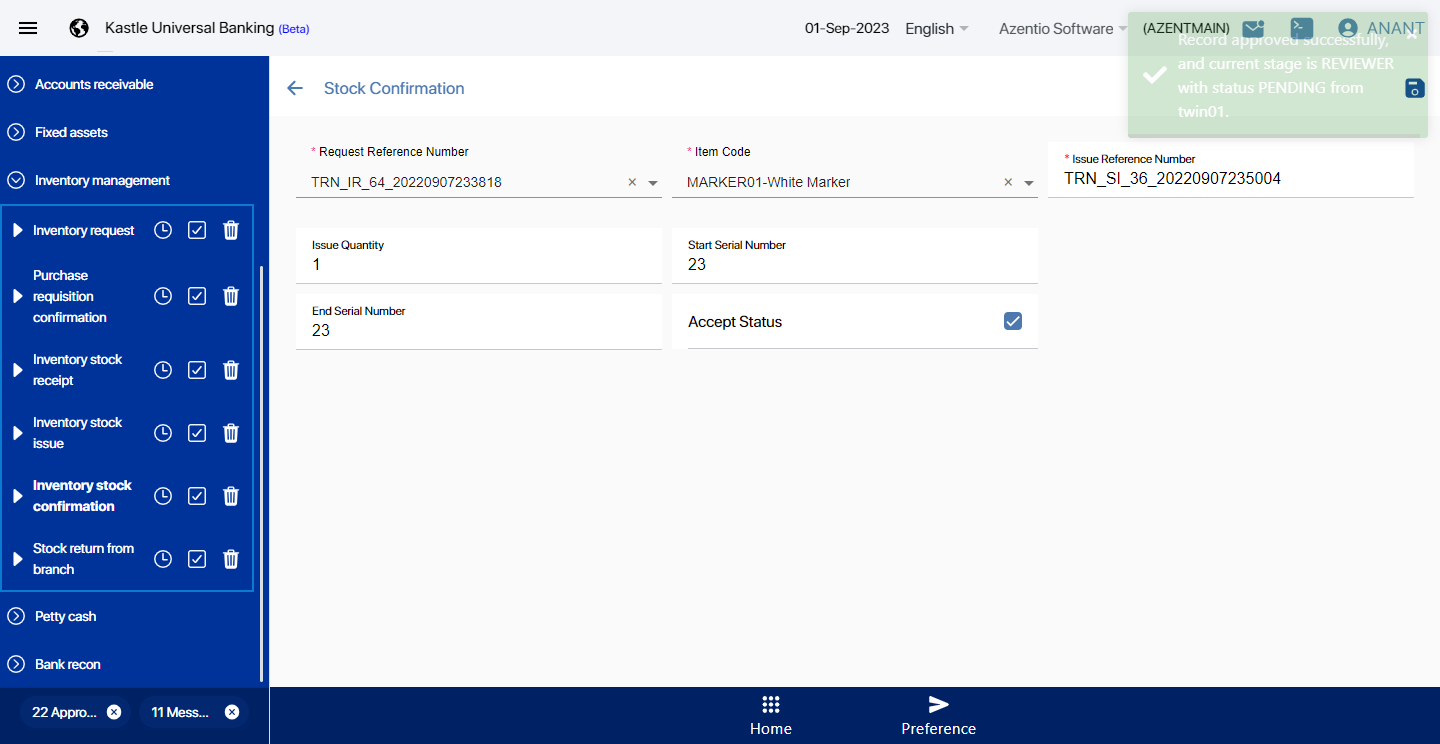 Kastle Universal Banking (Beta)
01-Sep-2023
English
Azentio Software
(AZENTMAIN)
ANANT
Record approved successfully,
and current stage is REVIEWER
with status PENDING from
twin01.
Accounts receivable
Fixed assets
Inventory management
Inventory request
Purchase
requisition
confirmation
Inventory stock
receipt
Inventory stock
issue
Inventory stock
confirmation
Stock return from
branch
Petty cash
Bank recon
22 Appro...
11 Mess...
Stock Confirmation
* Request Reference Number
TRN_IR_64_20220907233818
* Item Code
MARKER01-White Marker
* Issue Reference Number
TRN_SI_36_20220907235004
Issue Quantity
1
Start Serial Number
23
End Serial Number
23
Accept Status
Home
Preference